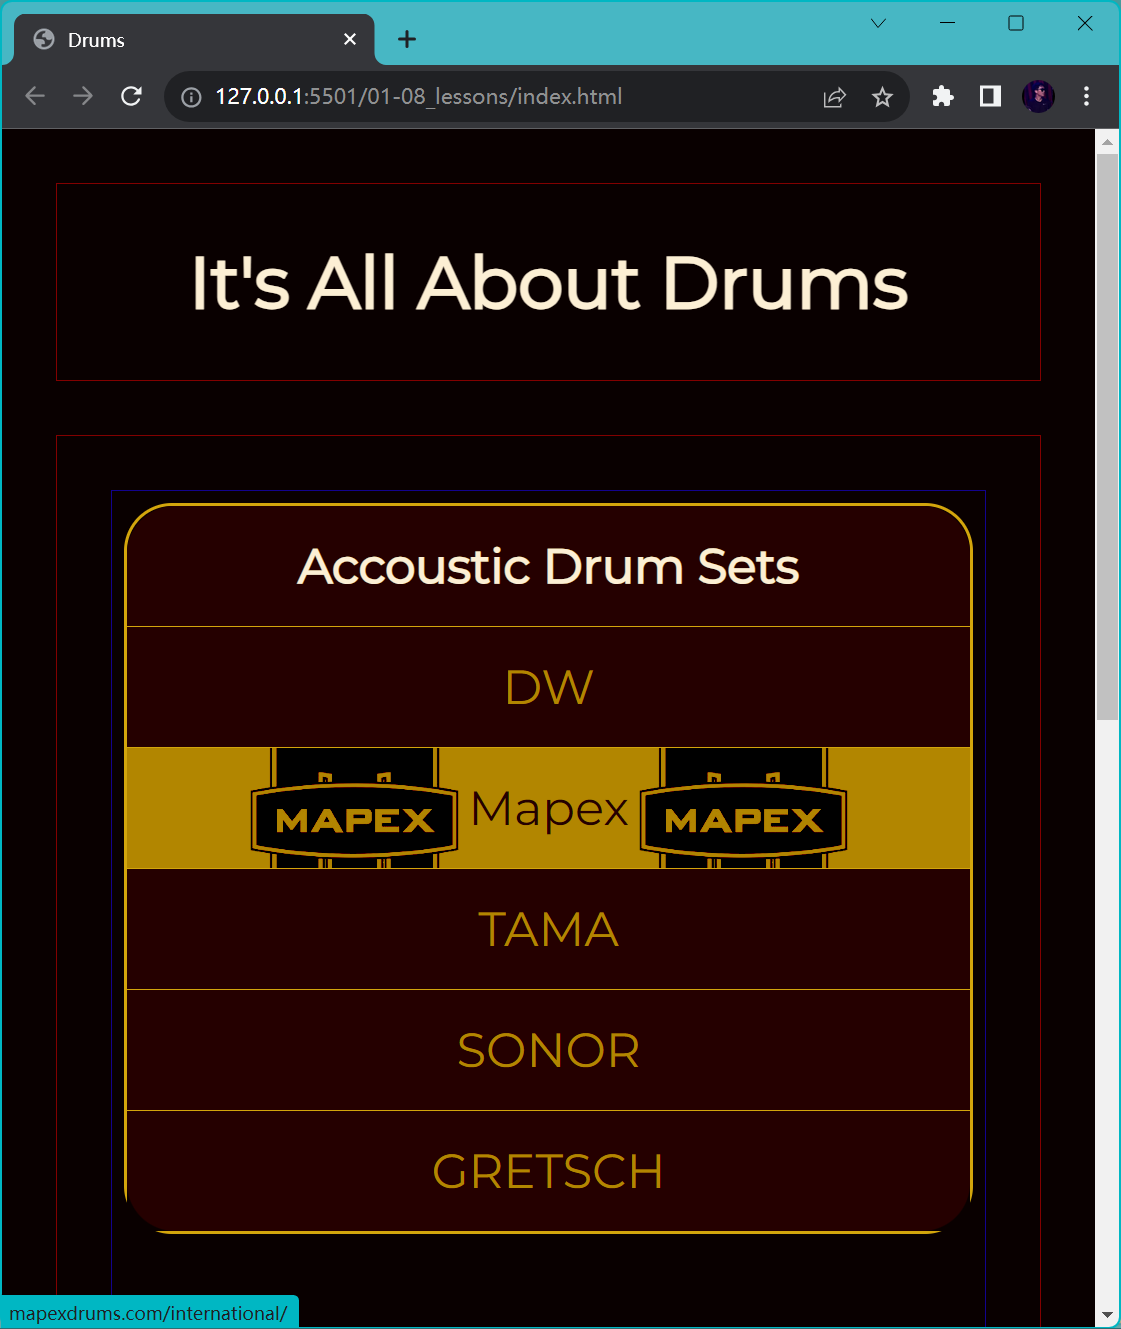 Drums
127.0.0.1:5501/01-08_lessons/index.html
It's All About Drums
Accoustic Drum Sets
DW
MAPEX Mapex MAPEX
TAMA
SONOR
GRETSCH
mapexdrums.com/international/